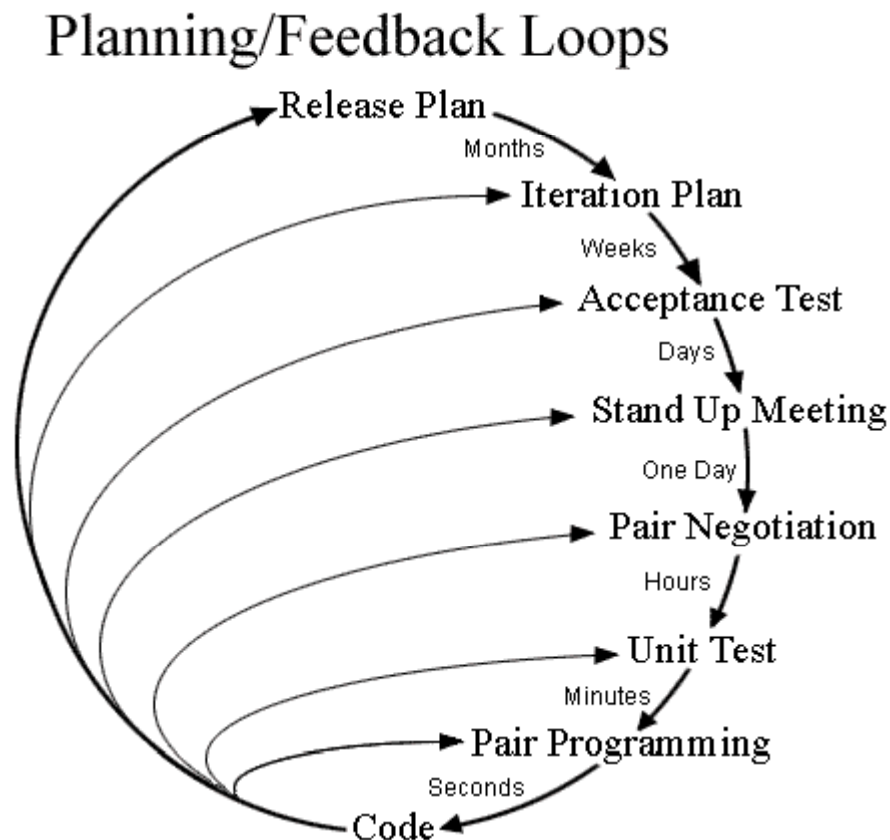 Planning/Feedback Loops
Release Plan
Months
Iteration Plan
Weeks
Acceptance Test
Days
Stand Up Meeting
One Day
Pair Negotiation
Hours
Unit Test
Minutes
Pair Programming
Seconds
Code